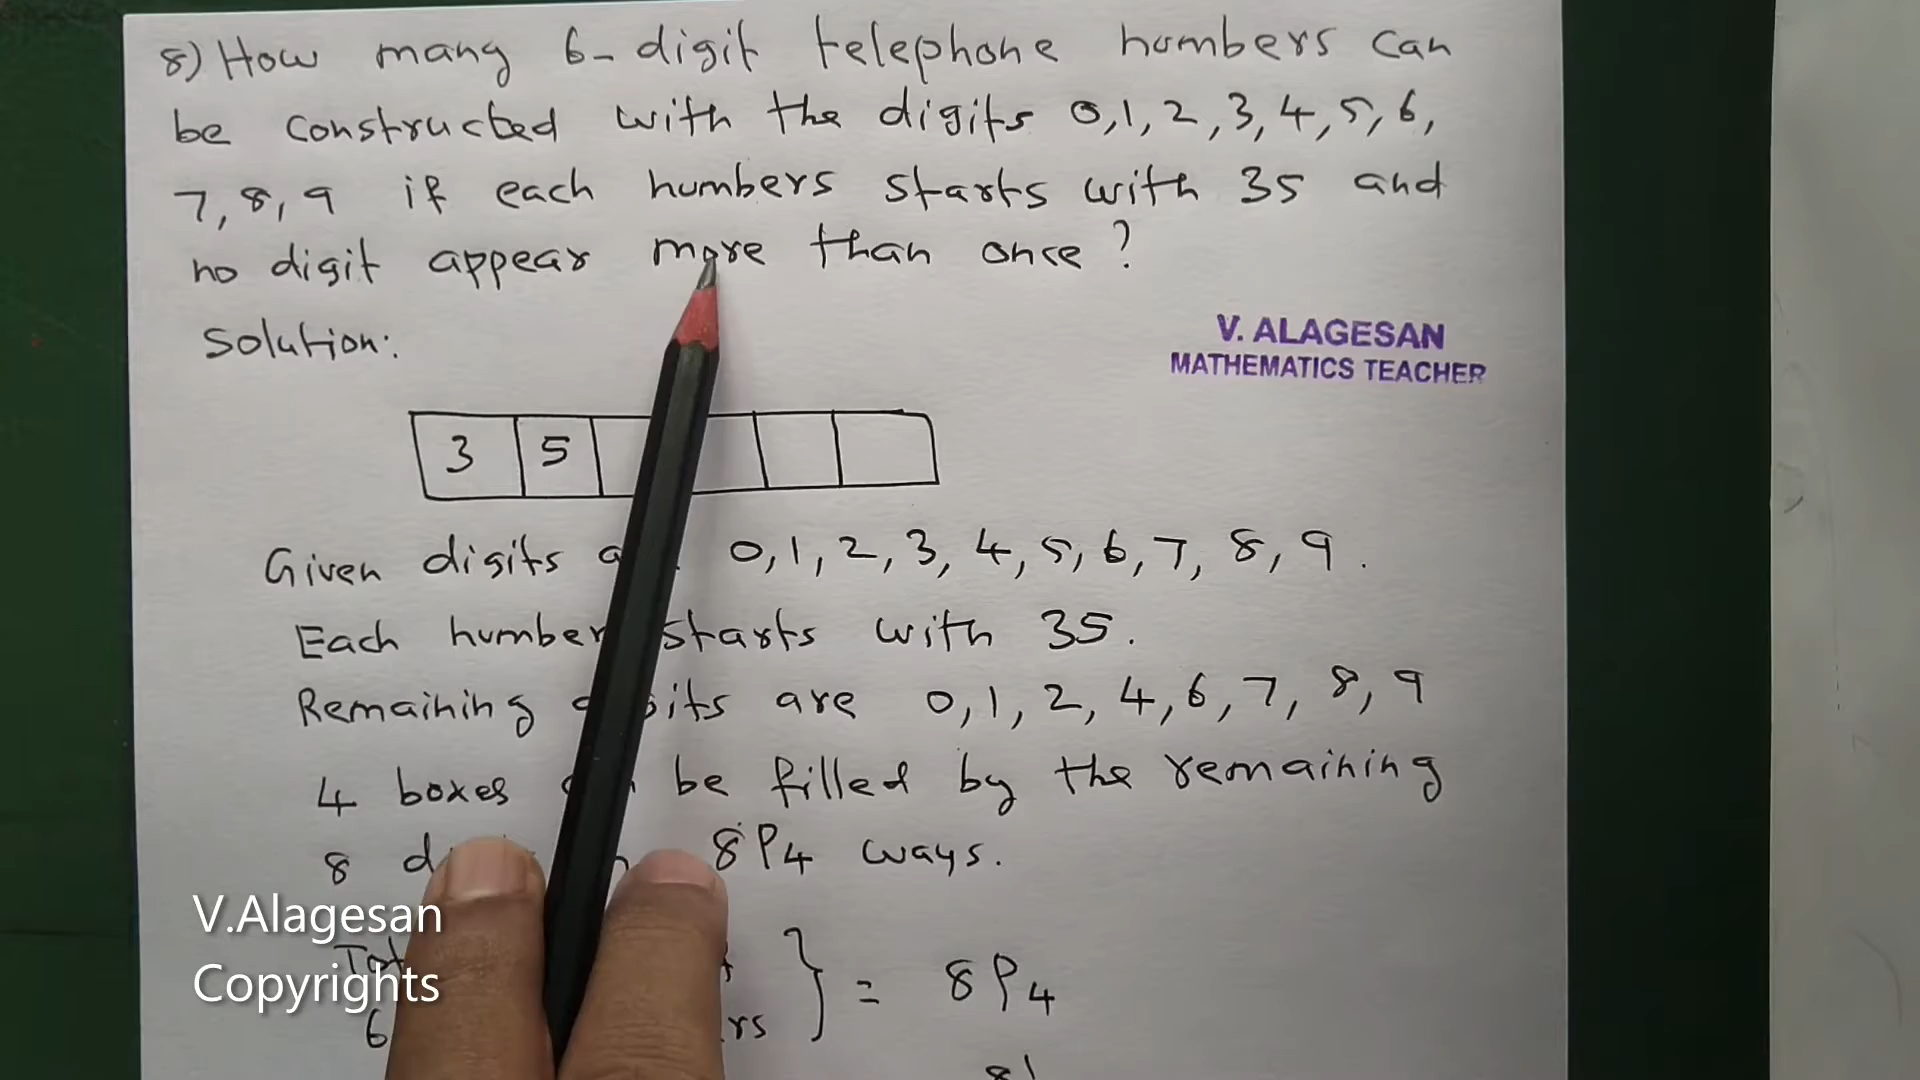 8) How many 6-digit telephone numbers can
be constructed with the digits 0,1,2,3,4,5,6,
7,8,9 if each numbers starts with 35 and
no digit appear more than once?
Solution:
V. ALAGESAN
MATHEMATICS TEACHER
3 5
Given digits 0,1,2,3,4,5,6,7,8,9.
Each number starts with 35.
Remaining are 0,1,2,4,6,7,8,9
4 boxes be filled by the remaining
8 8P4 ways.
V.Alagesan
Copyrights
} = 8P4
6
8!